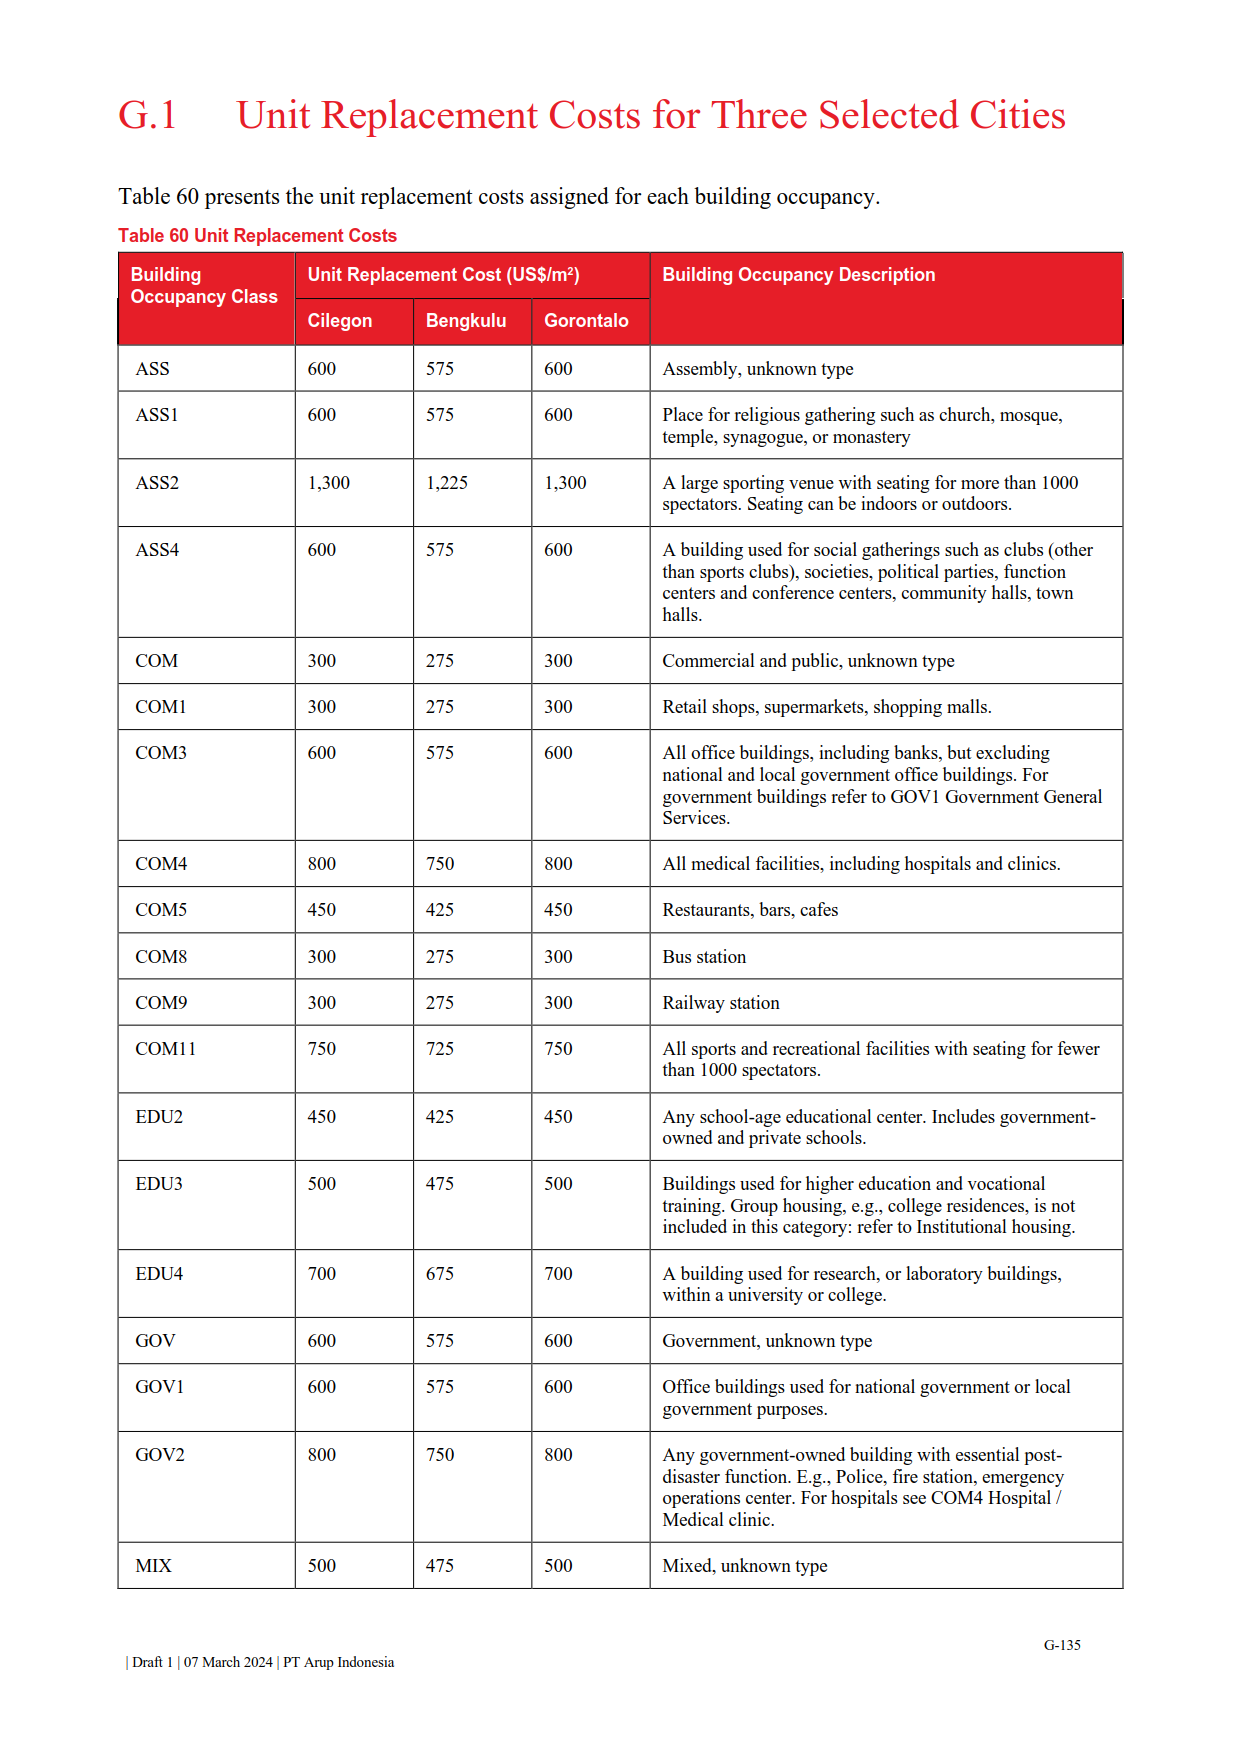 G.1 Unit Replacement Costs for Three Selected Cities
Table 60 presents the unit replacement costs assigned for each building occupancy.
Table 60 Unit Replacement Costs
Building Occupancy Class
Unit Replacement Cost (US$/m²)
Building Occupancy Description
Cilegon Bengkulu Gorontalo
ASS 600 575 600 Assembly, unknown type
ASS1 600 575 600 Place for religious gathering such as church, mosque,
temple, synagogue, or monastery
ASS2 1,300 1,225 1,300 A large sporting venue with seating for more than 1000
spectators. Seating can be indoors or outdoors.
ASS4 600 575 600 A building used for social gatherings such as clubs (other
than sports clubs), societies, political parties, function
centers and conference centers, community halls, town
halls.
COM 300 275 300 Commercial and public, unknown type
COM1 300 275 300 Retail shops, supermarkets, shopping malls.
COM3 600 575 600 All office buildings, including banks, but excluding
national and local government office buildings. For
government buildings refer to GOV1 Government General
Services.
COM4 800 750 800 All medical facilities, including hospitals and clinics.
COM5 450 425 450 Restaurants, bars, cafes
COM8 300 275 300 Bus station
COM9 300 275 300 Railway station
COM11 750 725 750 All sports and recreational facilities with seating for fewer
than 1000 spectators.
EDU2 450 425 450 Any school-age educational center. Includes government-
owned and private schools.
EDU3 500 475 500 Buildings used for higher education and vocational
training. Group housing, e.g., college residences, is not
included in this category: refer to Institutional housing.
EDU4 700 675 700 A building used for research, or laboratory buildings,
within a university or college.
GOV 600 575 600 Government, unknown type
GOV1 600 575 600 Office buildings used for national government or local
government purposes.
GOV2 800 750 800 Any government-owned building with essential post-
disaster function. E.g., Police, fire station, emergency
operations center. For hospitals see COM4 Hospital /
Medical clinic.
MIX 500 475 500 Mixed, unknown type
G-135
| Draft 1 | 07 March 2024 | PT Arup Indonesia